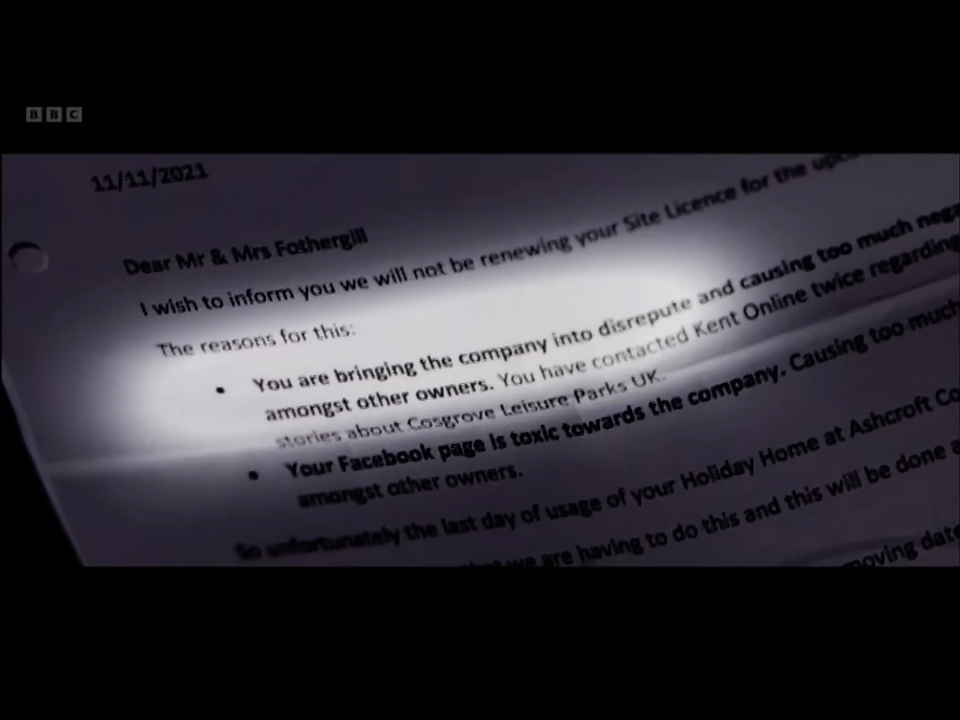 BBC
11/11/2021
Dear Mr & Mrs Fothergill
I wish to inform you we will not be renewing your Site Licence for the
The reasons for this:
• You are bringing the company into disrepute and causing too much
amongst other owners. You have contacted Kent Online twice regarding
stories about Cosgrove Leisure Parks UK.
• Your Facebook page is toxic towards the company. Causing too much
amongst other owners.
So unfortunately the last day of usage of your Holiday Home at Ashcroft
we are having to do this and this will be done
moving date